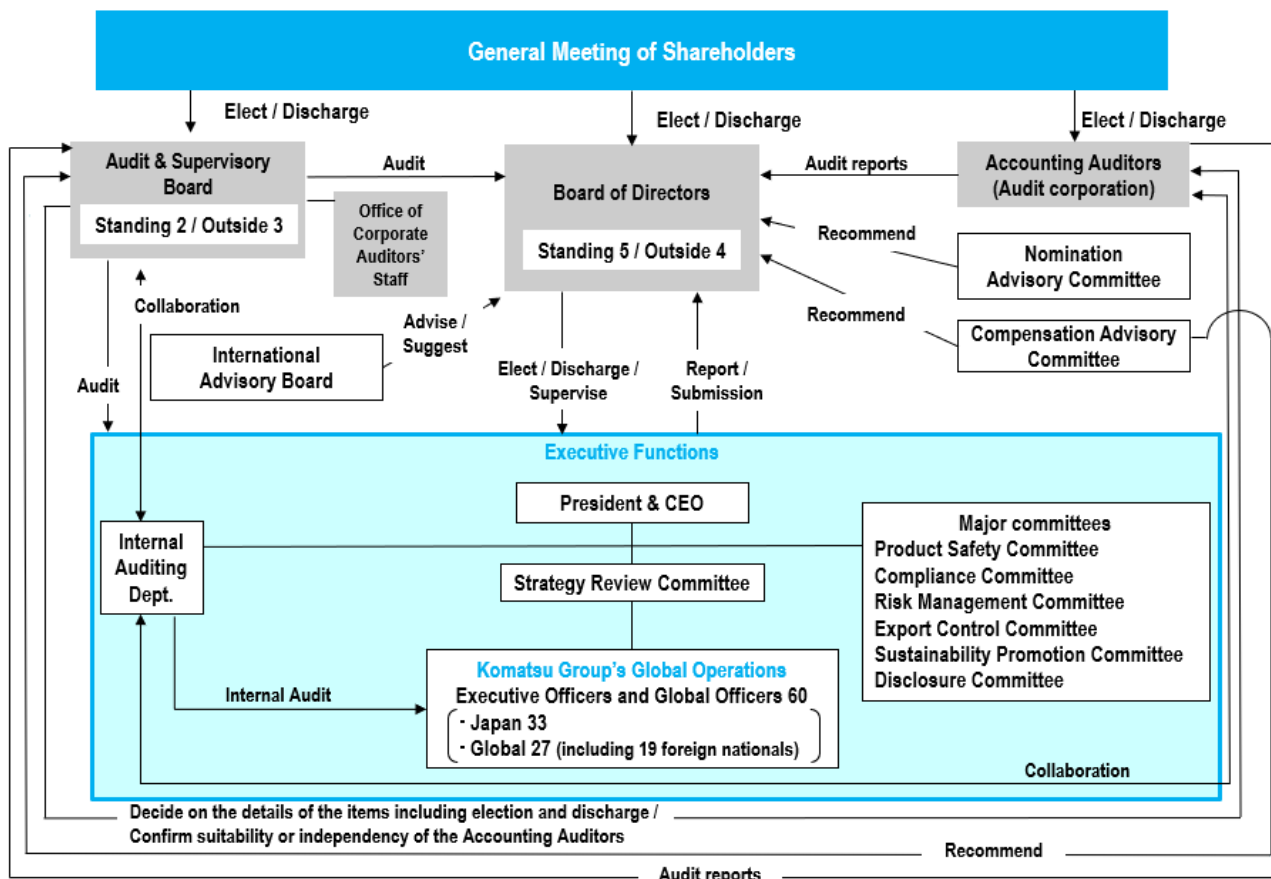 General Meeting of Shareholders
Elect / Discharge
Elect / Discharge
Elect / Discharge
Audit & Supervisory
Board
Standing 2 / Outside 3
Audit
Office of
Corporate
Auditors'
Staff
Board of Directors
Standing 5 / Outside 4
Audit reports
Accounting Auditors
(Audit corporation)
Recommend
Nomination
Advisory Committee
Recommend
Compensation Advisory
Committee
Collaboration
Audit
International
Advisory Board
Advise /
Suggest
Elect / Discharge /
Supervise
Report /
Submission
Executive Functions
President & CEO
Internal
Auditing
Dept.
Strategy Review Committee
Major committees
Product Safety Committee
Compliance Committee
Risk Management Committee
Export Control Committee
Sustainability Promotion Committee
Disclosure Committee
Internal Audit
Komatsu Group's Global Operations
Executive Officers and Global Officers 60
- Japan 33
- Global 27 (including 19 foreign nationals)
Collaboration
Decide on the details of the items including election and discharge /
Confirm suitability or independency of the Accounting Auditors
Recommend
Audit reports